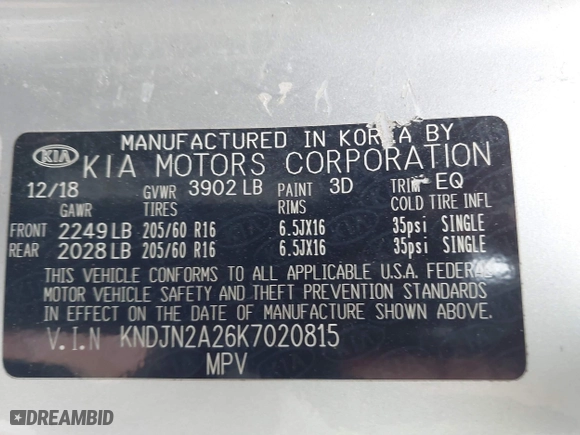 MANUFACTURED IN KOREA BY
KIA KIA MOTORS CORPORATION
12/18 GVWR 3902 LB PAINT 3D TRIM EQ
GAWR TIRES RIMS COLD TIRE INFL
FRONT 2249 LB 205/60 R16 6.5JX16 35psi SINGLE
REAR 2028 LB 205/60 R16 6.5JX16 35psi SINGLE
THIS VEHICLE CONFORMS TO ALL APPLICABLE U.S.A. FEDERAL
MOTOR VEHICLE SAFETY AND THEFT PREVENTION STANDARDS
IN EFFECT ON THE DATE OF MANUFACTURE SHOWN ABOVE
V.I.N KNDJN2A26K7020815
MPV
DREAMBID